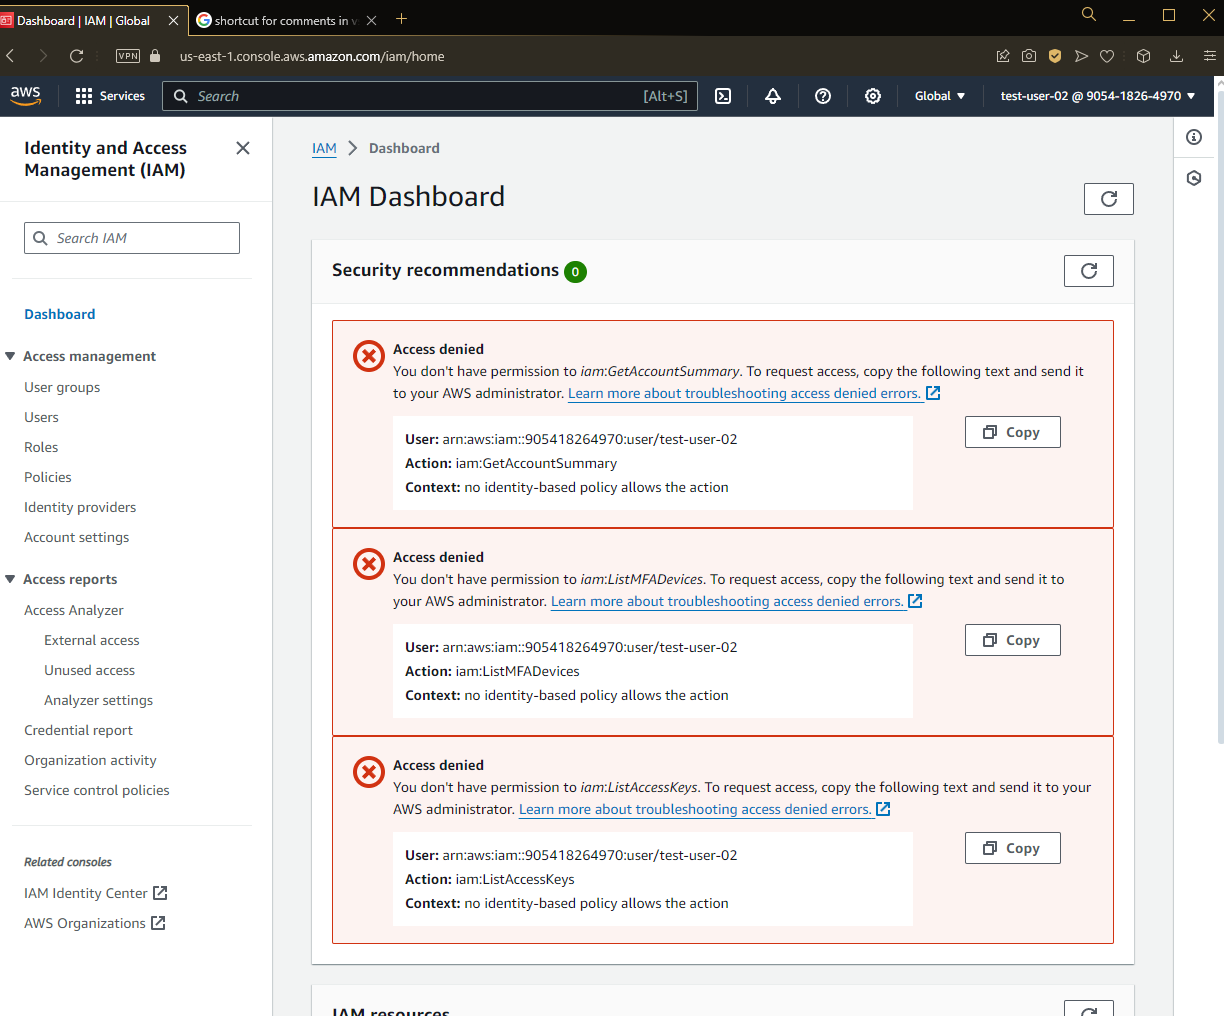 Dashboard | IAM | Global
shortcut for comments in v
VPN
us-east-1.console.aws.amazon.com/iam/home
aws
Services
Search
[Alt+S]
Global
test-user-02 @ 9054-1826-4970
Identity and Access
Management (IAM)
Search IAM
Dashboard
Access management
User groups
Users
Roles
Policies
Identity providers
Account settings
Access reports
Access Analyzer
External access
Unused access
Analyzer settings
Credential report
Organization activity
Service control policies
Related consoles
IAM Identity Center
AWS Organizations
IAM
Dashboard
IAM Dashboard
Security recommendations 0
Access denied
You don't have permission to iam:GetAccountSummary. To request access, copy the following text and send it
to your AWS administrator. Learn more about troubleshooting access denied errors.
User: arn:aws:iam::905418264970:user/test-user-02
Action: iam:GetAccountSummary
Context: no identity-based policy allows the action
Copy
Access denied
You don't have permission to iam:ListMFADevices. To request access, copy the following text and send it to
your AWS administrator. Learn more about troubleshooting access denied errors.
User: arn:aws:iam::905418264970:user/test-user-02
Action: iam:ListMFADevices
Context: no identity-based policy allows the action
Copy
Access denied
You don't have permission to iam:ListAccessKeys. To request access, copy the following text and send it to your
AWS administrator. Learn more about troubleshooting access denied errors.
User: arn:aws:iam::905418264970:user/test-user-02
Action: iam:ListAccessKeys
Context: no identity-based policy allows the action
Copy
IAM resources